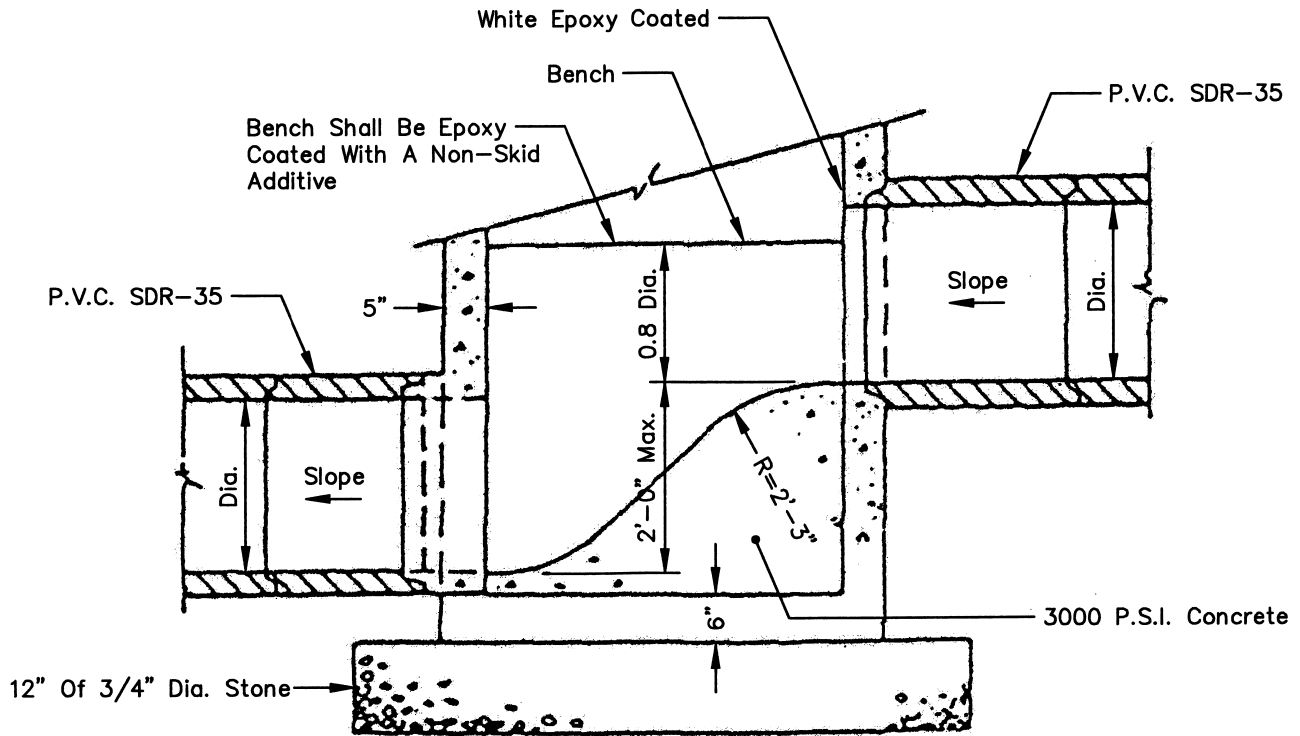 White Epoxy Coated
Bench
P.V.C. SDR-35
Bench Shall Be Epoxy
Coated With A Non-Skid
Additive
P.V.C. SDR-35
5"
0.8 Dia.
Slope
Dia.
Dia.
Slope
2'-0" Max.
R=2'-3"
6"
3000 P.S.I. Concrete
12" Of 3/4" Dia. Stone